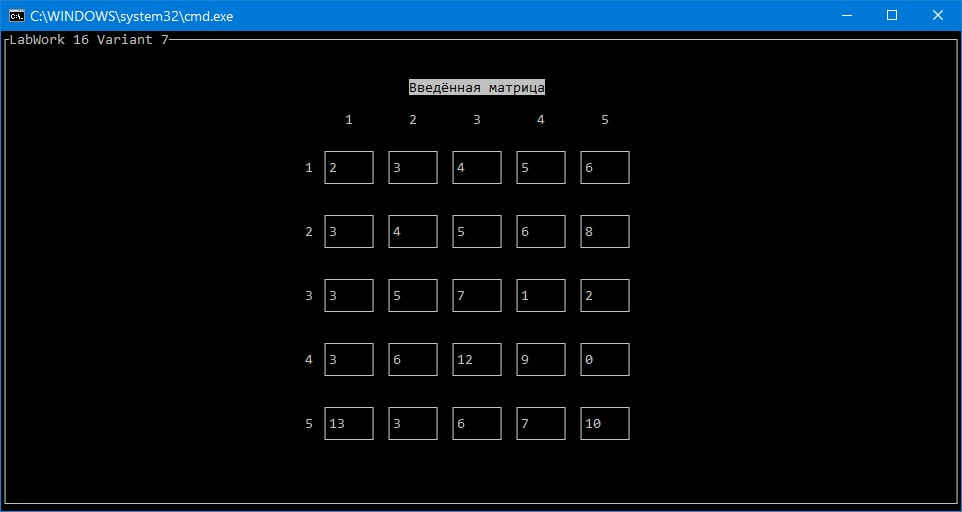 C:\WINDOWS\system32\cmd.exe
LabWork 16 Variant 7
Введённая матрица
1 2 3 4 5
1 2 3 4 5 6
2 3 4 5 6 8
3 3 5 7 1 2
4 3 6 12 9 0
5 13 3 6 7 10